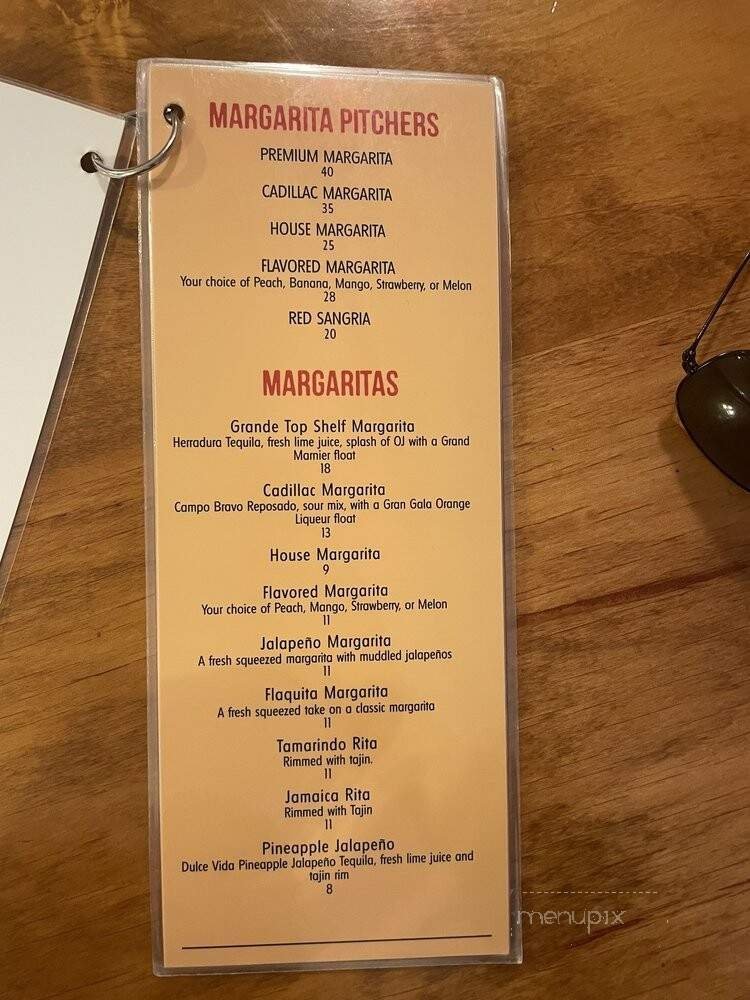 MARGARITA PITCHERS
PREMIUM MARGARITA
40
CADILLAC MARGARITA
35
HOUSE MARGARITA
25
FLAVORED MARGARITA
Your choice of Peach, Banana, Mango, Strawberry, or Melon
28
RED SANGRIA
20
MARGARITAS
Grande Top Shelf Margarita
Herradura Tequila, fresh lime juice, splash of OJ with a Grand
Marnier float
18
Cadillac Margarita
Campo Bravo Reposado, sour mix, with a Gran Gala Orange
Liqueur float
13
House Margarita
9
Flavored Margarita
Your choice of Peach, Mango, Strawberry, or Melon
11
Jalapeño Margarita
A fresh squeezed margarita with muddled jalapeños
11
Flaquita Margarita
A fresh squeezed take on a classic margarita
11
Tamarindo Rita
Rimmed with tajin.
11
Jamaica Rita
Rimmed with Tajin
11
Pineapple Jalapeño
Dulce Vida Pineapple Jalapeño Tequila, fresh lime juice and
tajin rim
8
menupix